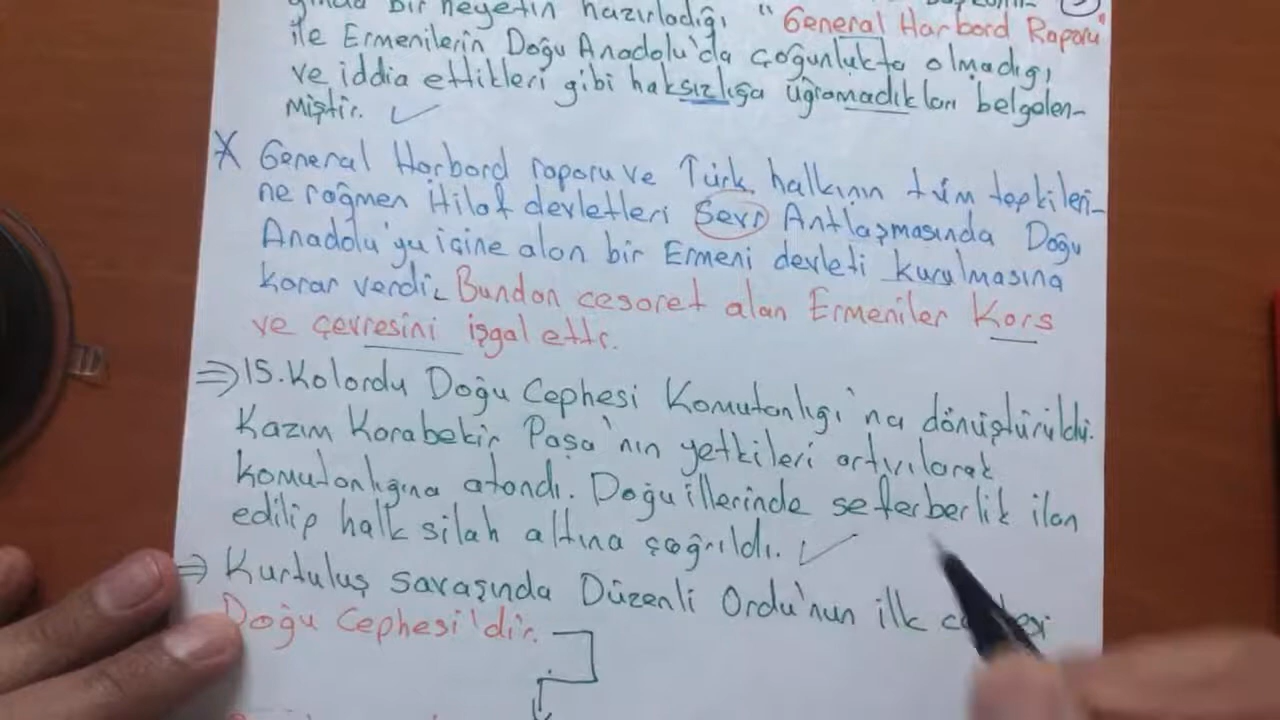 bir heyetin hazırladığı "General Harbord Raporu"
ile Ermenilerin Doğu Anadolu'da çoğunlukta olmadığı
ve iddia ettikleri gibi haksızlığa uğramadıkları belgelen-
miştir.
General Harbord raporu ve Türk halkının tüm tepkileri-
ne rağmen itilaf devletleri Sevr Antlaşmasında Doğu
Anadolu'yu içine alan bir Ermeni devleti kurulmasına
karar verdi. Bundan cesaret alan Ermeniler Kars
ve çevresini işgal etti.
⇒ 15. Kolordu Doğu Cephesi Komutanlığı'na dönüştürüldü.
Kazım Karabekir Paşa'nın yetkileri artırılarak
komutanlığına atandı. Doğu illerinde seferberlik ilan
edilip halk silah altına çağrıldı.
⇒ Kurtuluş savaşında Düzenli Ordu'nun ilk
Doğu Cephesi'dir.